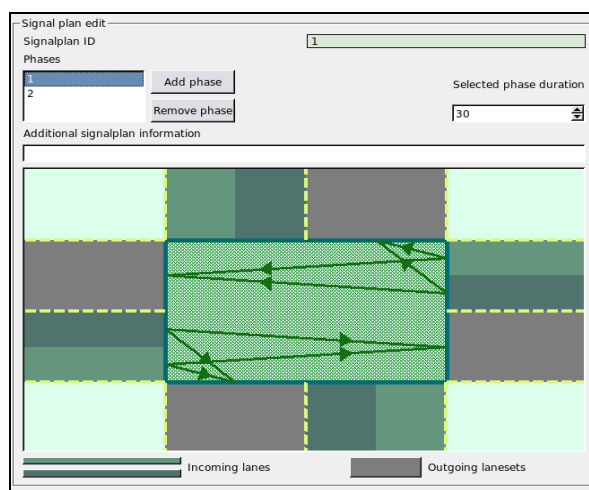 Signal plan edit
Signalplan ID
1
Phases
1
2
Add phase
Remove phase
Selected phase duration
30
Additional signalplan information
Incoming lanes
Outgoing lanesets